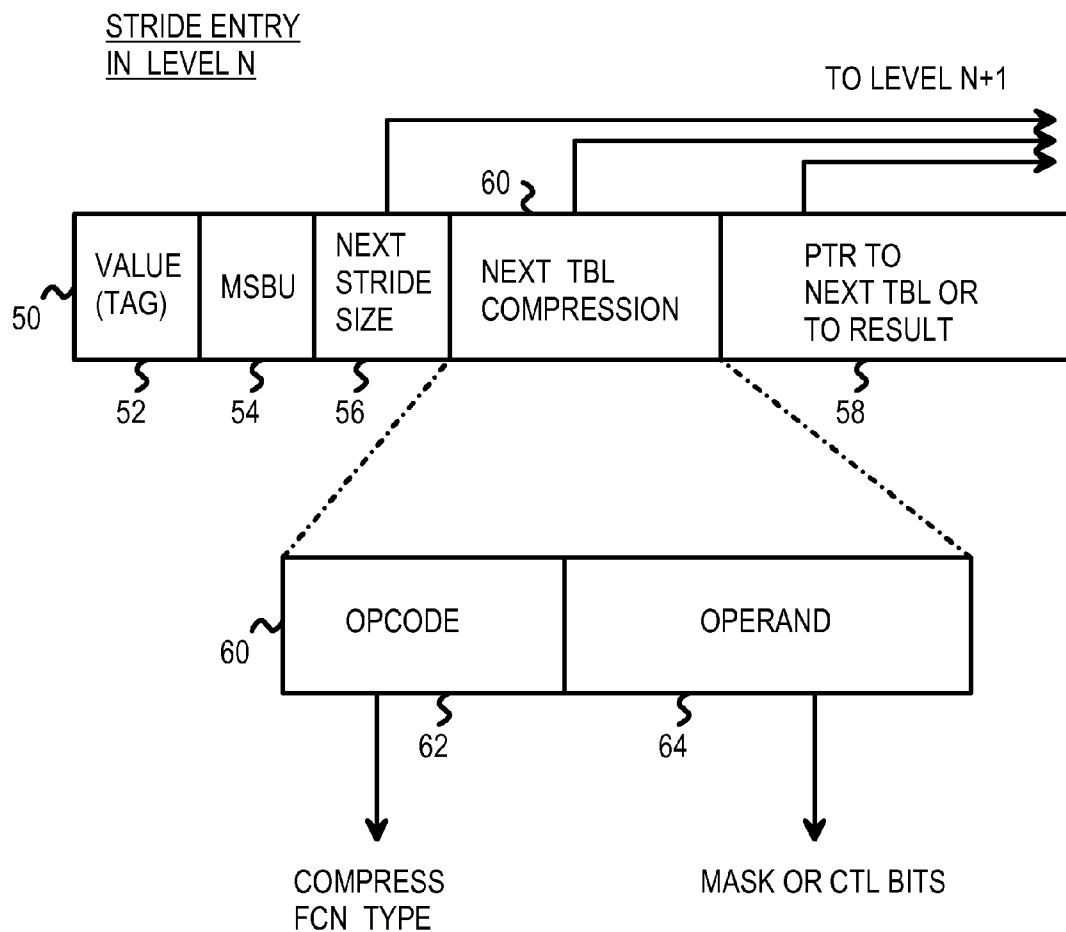 STRIDE ENTRY
IN LEVEL N
TO LEVEL N+1
60
VALUE
(TAG)
MSBU
NEXT
STRIDE
SIZE
NEXT TBL
COMPRESSION
PTR TO
NEXT TBL OR
TO RESULT
50
52
54
56
58
OPCODE
OPERAND
60
62
64
COMPRESS
FCN TYPE
MASK OR CTL BITS